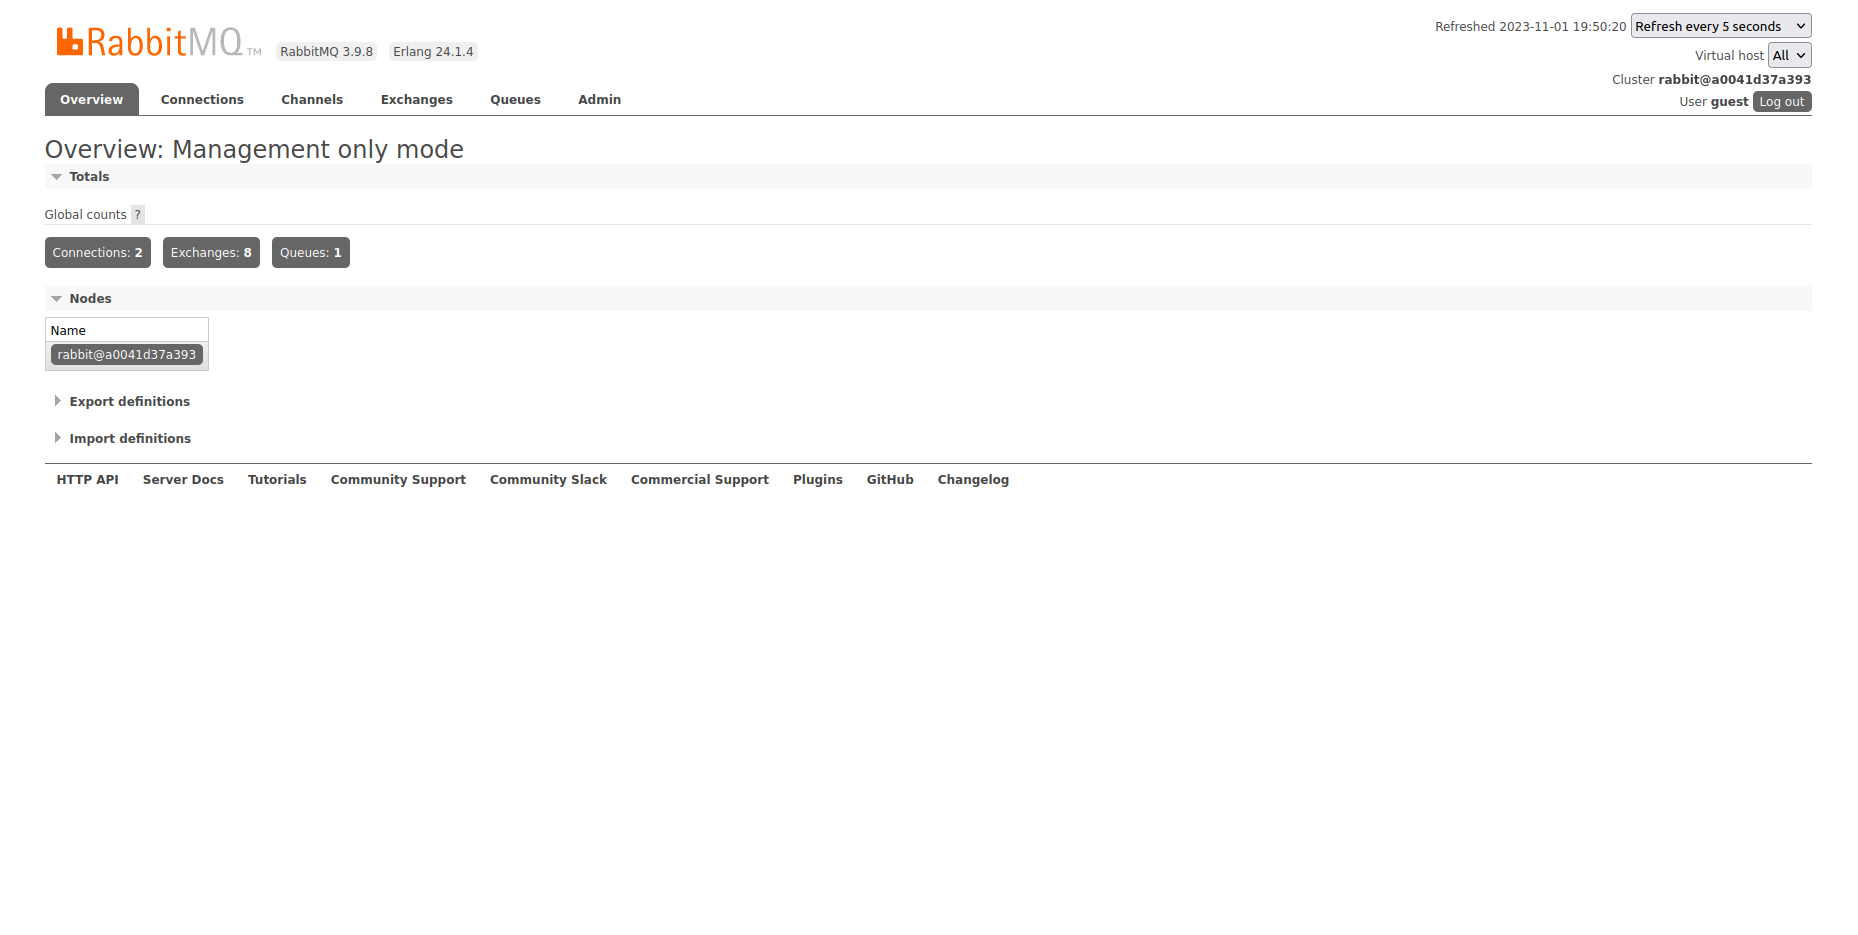 RabbitMQ TM RabbitMQ 3.9.8 Erlang 24.1.4
Refreshed 2023-11-01 19:50:20 Refresh every 5 seconds
Virtual host All
Cluster rabbit@a0041d37a393
User guest Log out
Overview Connections Channels Exchanges Queues Admin
Overview: Management only mode
Totals
Global counts ?
Connections: 2 Exchanges: 8 Queues: 1
Nodes
Name
rabbit@a0041d37a393
Export definitions
Import definitions
HTTP API Server Docs Tutorials Community Support Community Slack Commercial Support Plugins GitHub Changelog